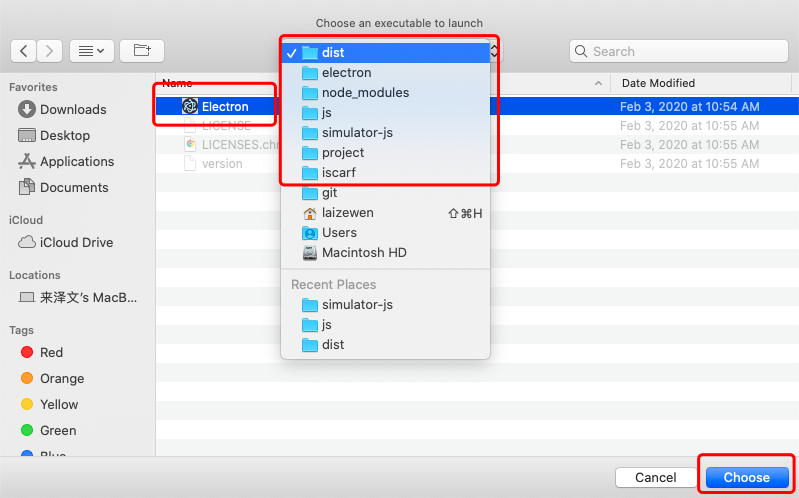 Choose an executable to launch
Search
Favorites
Downloads
Desktop
Applications
Documents
iCloud
iCloud Drive
Locations
来泽文’s MacB...
Tags
Red
Orange
Yellow
Green
Blue
Name
Date Modified
Electron
Feb 3, 2020 at 10:54 AM
LICENSE
Feb 3, 2020 at 10:55 AM
LICENSES.chr
Feb 3, 2020 at 10:55 AM
version
Feb 3, 2020 at 10:55 AM
dist
electron
node_modules
js
simulator-js
project
iscarf
git
laizewen ⇧⌘H
Users
Macintosh HD
Recent Places
simulator-js
js
dist
Cancel
Choose